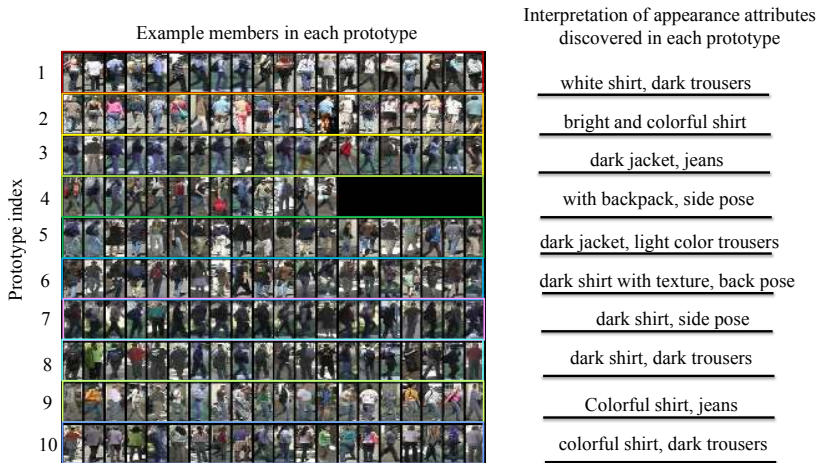 Interpretation of appearance attributes
discovered in each prototype
Example members in each prototype
Prototype index
1
white shirt, dark trousers
2
bright and colorful shirt
3
dark jacket, jeans
4
with backpack, side pose
5
dark jacket, light color trousers
6
dark shirt with texture, back pose
7
dark shirt, side pose
8
dark shirt, dark trousers
9
Colorful shirt, jeans
10
colorful shirt, dark trousers